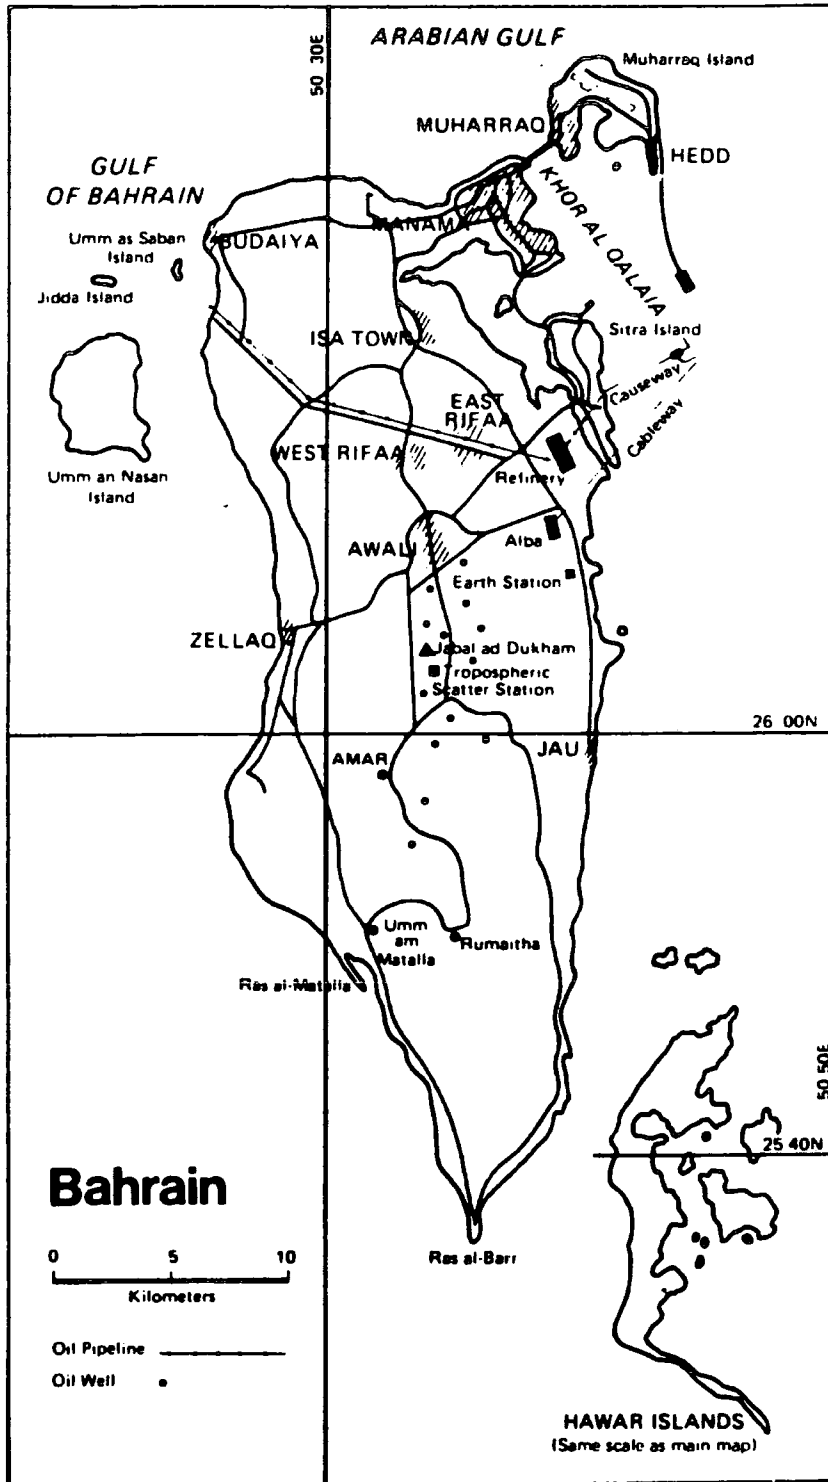 ARABIAN GULF
50 30E
Muharraq Island
MUHARRAQ
HEDD
GULF
OF BAHRAIN
KHOR AL QALAIA
Umm as Saban
Island
BUDAIYA
MANAMA
Jidda Island
ISA TOWN
Sitra Island
Causeway
EAST
RIFAA
WEST RIFAA
Cableway
Umm an Nasan
Island
Refinery
Alba
AWALI
Earth Station
ZELLAQ
Jabal ad Dukham
Tropospheric
Scatter Station
26 00N
JAU
AMAR
Umm
am
Matalla
Rumaitha
Ras al-Matalla
50 50E
25 40N
Bahrain
0 5 10
Kilometers
Ras al-Barr
Oil Pipeline
Oil Well
HAWAR ISLANDS
(Same scale as main map)